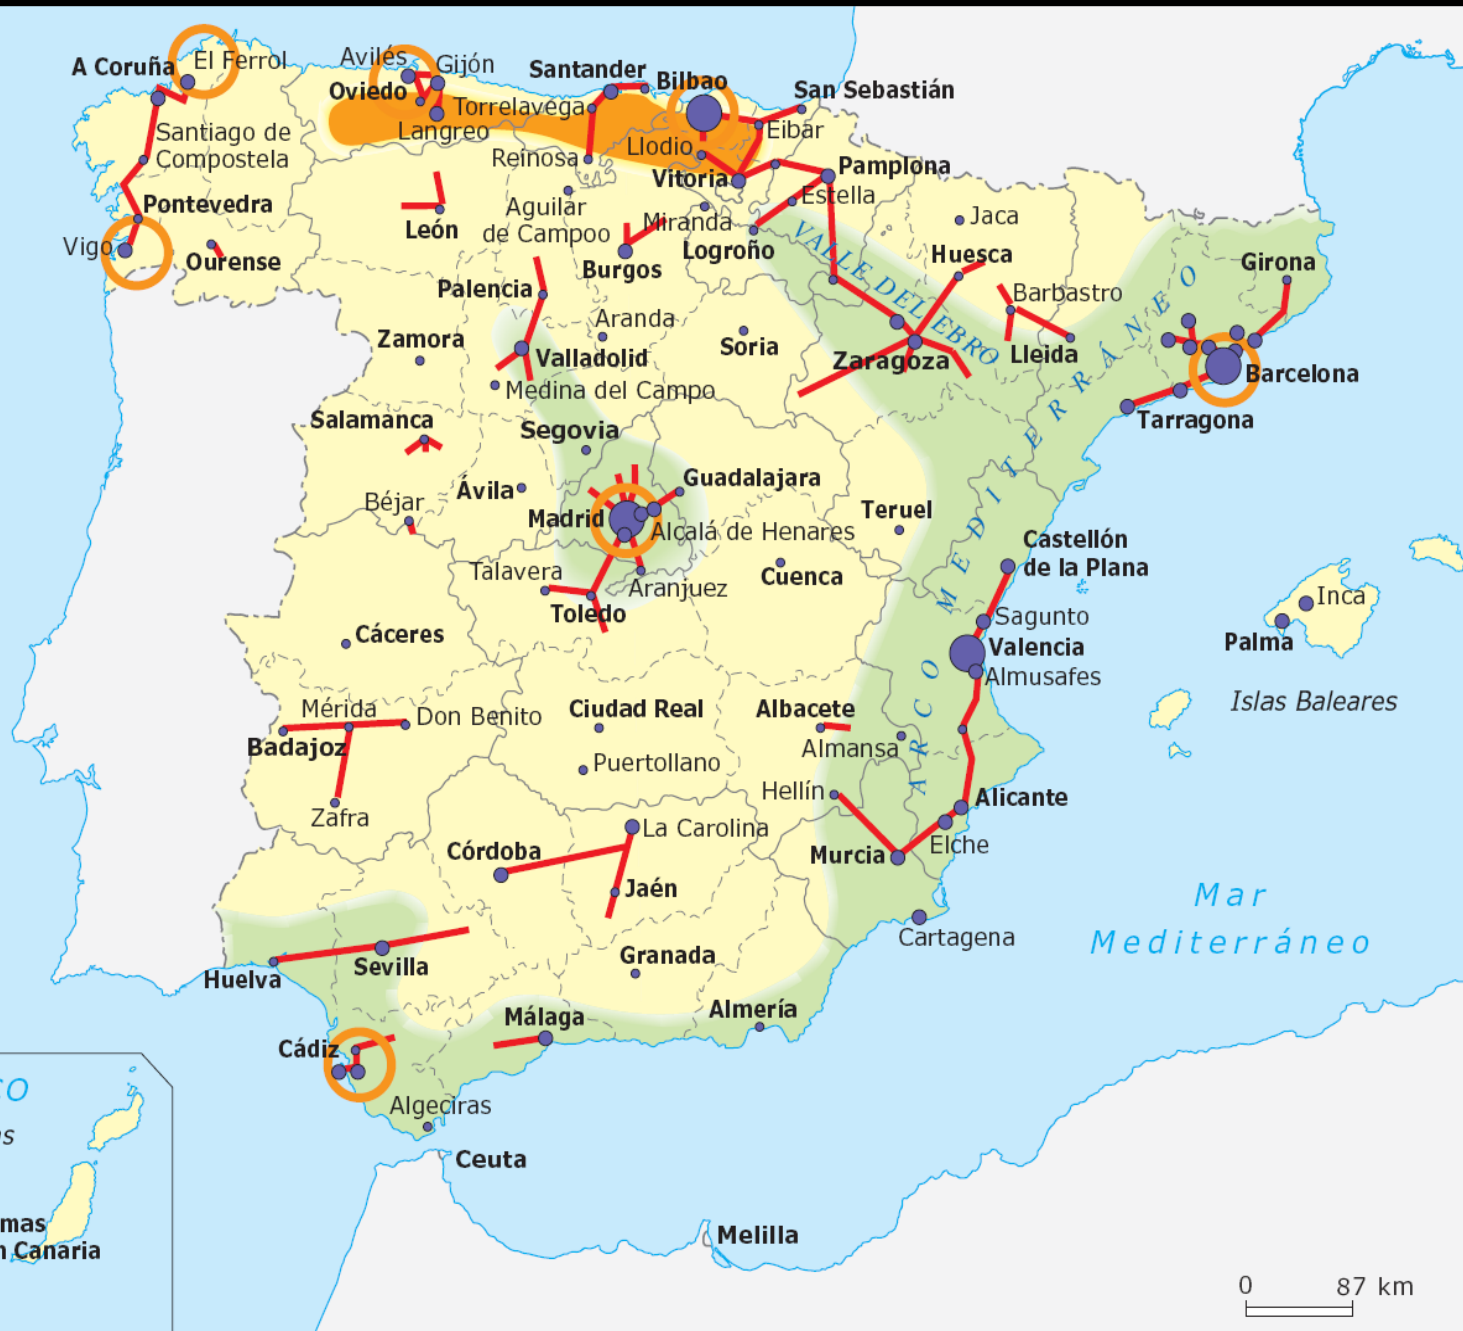 El Ferrol
A Coruña
Avilés
Gijón
Oviedo
Langreo
Santander
Torrelavega
Bilbao
San Sebastián
Eibar
Llodio
Reinosa
Santiago de
Compostela
Vitoria
Pamplona
Estella
Pontevedra
Vigo
Ourense
León
Aguilar
de Campoo
Miranda
Burgos
Logroño
Jaca
Huesca
VALLE DEL EBRO
Barbastro
Girona
Palencia
Zamora
Aranda
Soria
Valladolid
Medina del Campo
Zaragoza
Lleida
Barcelona
Tarragona
Salamanca
Segovia
Béjar
Ávila
Guadalajara
Madrid
Alcalá de Henares
Teruel
ARCO MEDITERRÁNEO
Talavera
Toledo
Aranjuez
Cuenca
Castellón
de la Plana
Sagunto
Valencia
Almusafes
Inca
Palma
Islas Baleares
Cáceres
Mérida
Don Benito
Badajoz
Zafra
Ciudad Real
Puertollano
Albacete
Almansa
Hellín
Alicante
Elche
Murcia
Cartagena
La Carolina
Córdoba
Jaén
Granada
Mar
Mediterráneo
Huelva
Sevilla
Málaga
Almería
Cádiz
Algeciras
Ceuta
Melilla
CO
as
mas
n Canaria
0 87 km